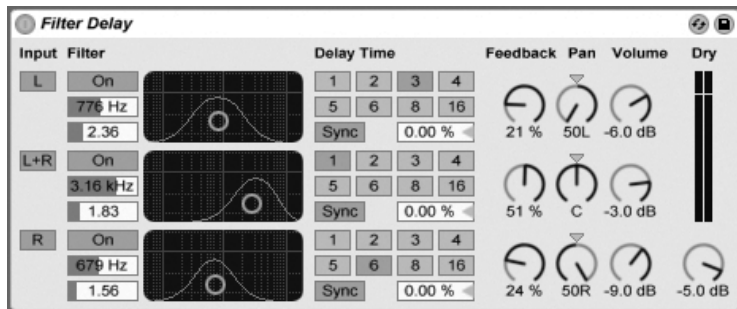 Filter Delay
Input Filter Delay Time Feedback Pan Volume Dry
L On 1 2 3 4
776 Hz 5 6 8 16
2.36 Sync 0.00 % 21 % 50L -6.0 dB
L+R On 1 2 3 4
3.16 kHz 5 6 8 16
1.83 Sync 0.00 % 51 % C -3.0 dB
R On 1 2 3 4
679 Hz 5 6 8 16
1.56 Sync 0.00 % 24 % 50R -9.0 dB -5.0 dB